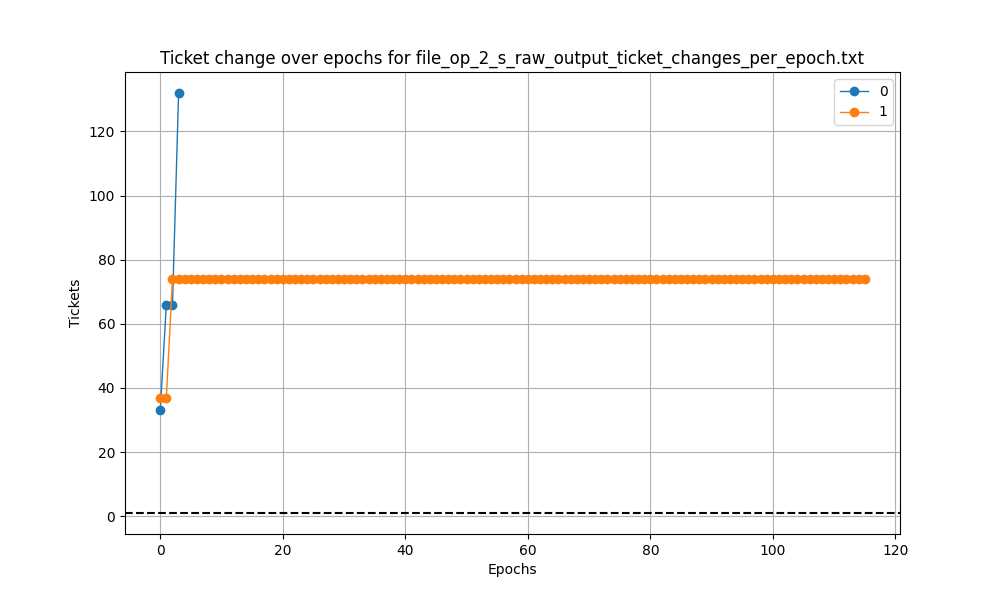 Ticket change over epochs for file_op_2_s_raw_output_ticket_changes_per_epoch.txt
0
1
120
100
80
60
40
20
0
Tickets
0 20 40 60 80 100 120
Epochs